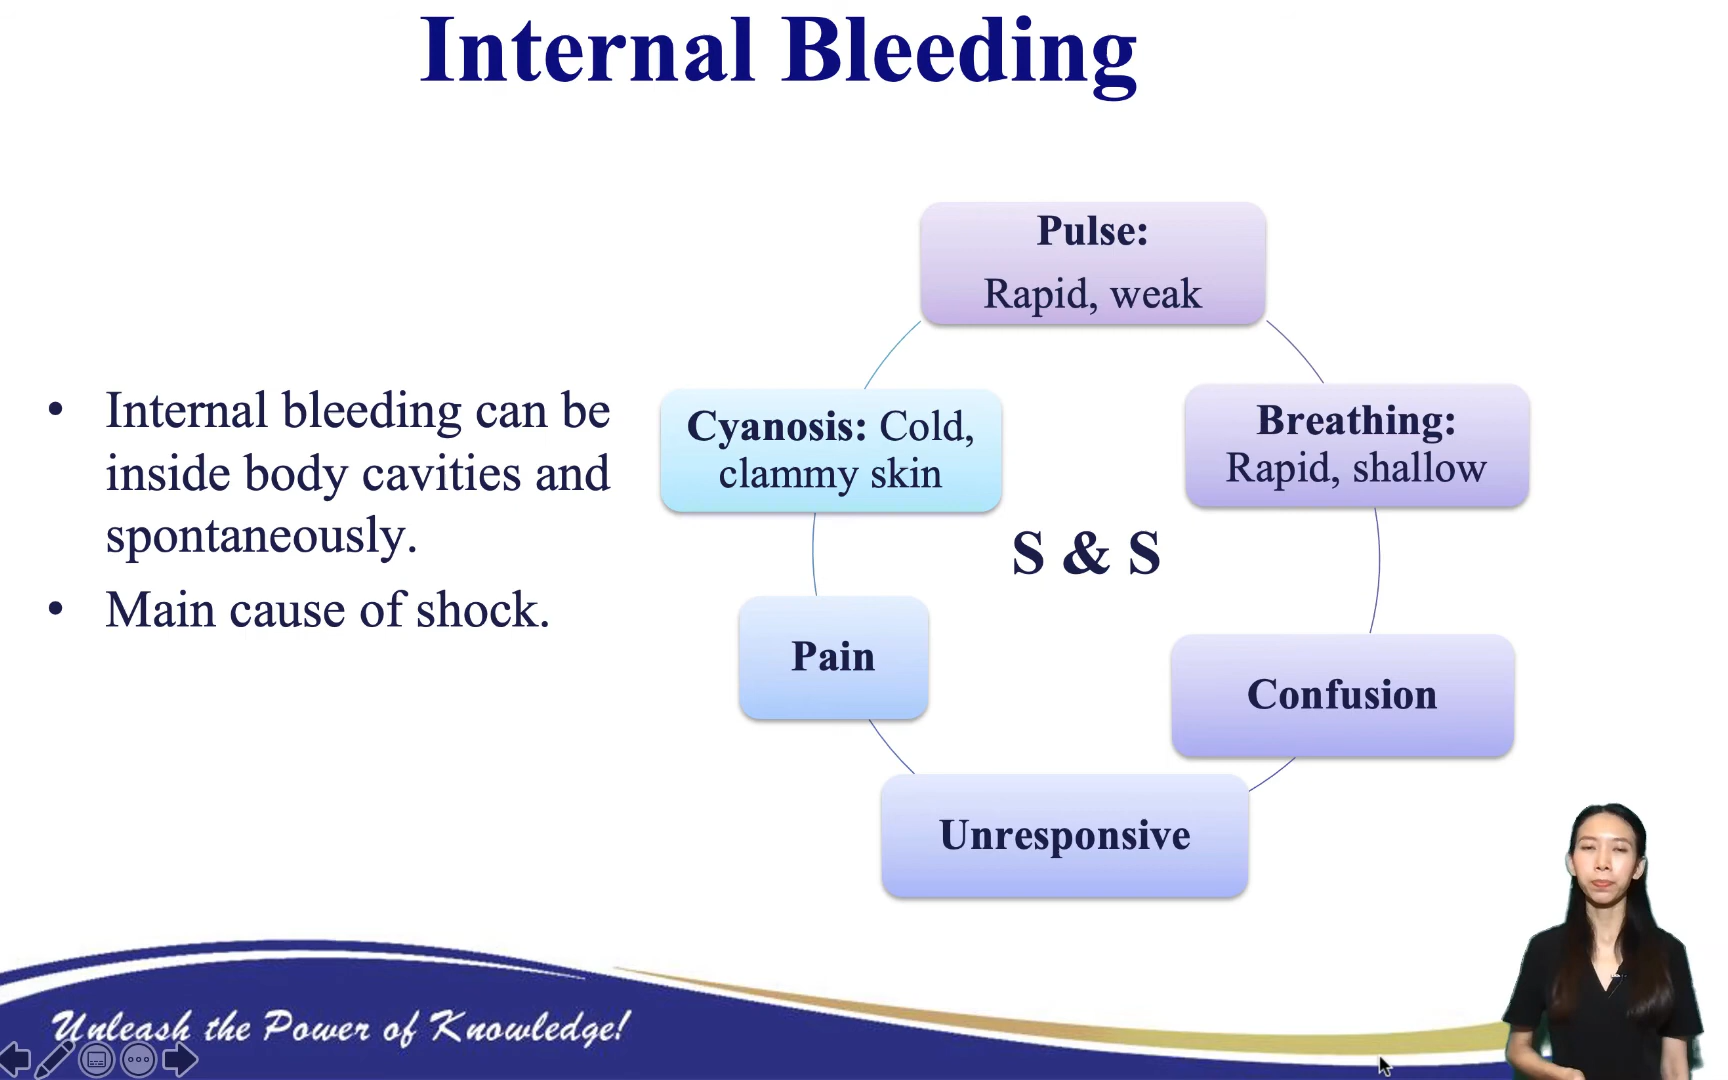 Internal Bleeding
• Internal bleeding can be
inside body cavities and
spontaneously.
• Main cause of shock.
Pulse:
Rapid, weak
Breathing:
Rapid, shallow
Confusion
Unresponsive
Pain
Cyanosis: Cold,
clammy skin
S & S
Unleash the Power of Knowledge!